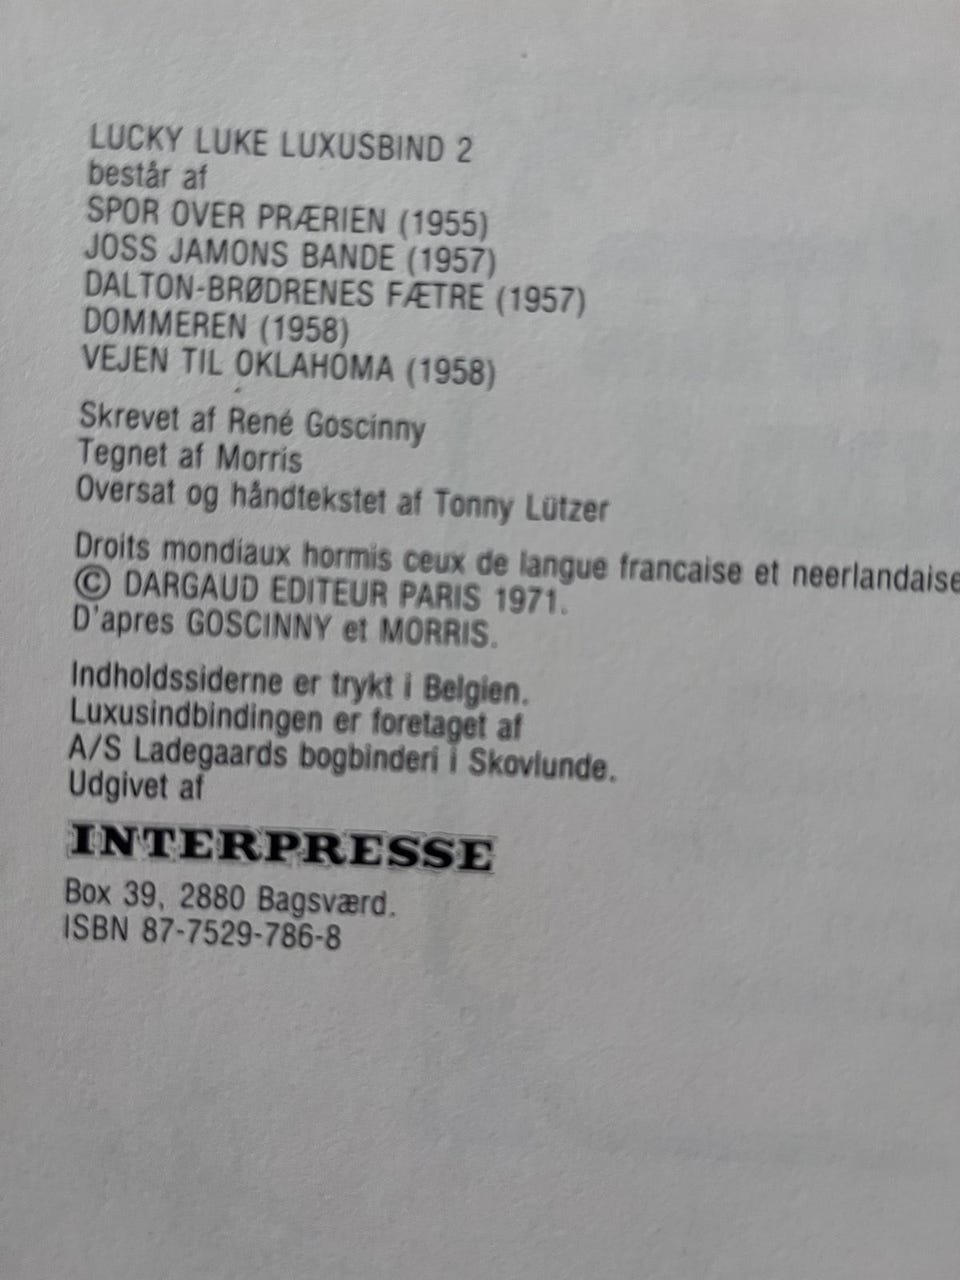 LUCKY LUKE LUXUSBIND 2
består af
SPOR OVER PRÆRIEN (1955)
JOSS JAMONS BANDE (1957)
DALTON-BRØDRENES FÆTRE (1957)
DOMMEREN (1958)
VEJEN TIL OKLAHOMA (1958)
Skrevet af René Goscinny
Tegnet af Morris
Oversat og håndtekstet af Tonny Lützer
Droits mondiaux hormis ceux de langue francaise et neerlandaise
© DARGAUD EDITEUR PARIS 1971.
D'apres GOSCINNY et MORRIS.
Indholdssiderne er trykt i Belgien.
Luxusindbindingen er foretaget af
A/S Ladegaards bogbinderi i Skovlunde.
Udgivet af
INTERPRESSE
Box 39, 2880 Bagsværd.
ISBN 87-7529-786-8